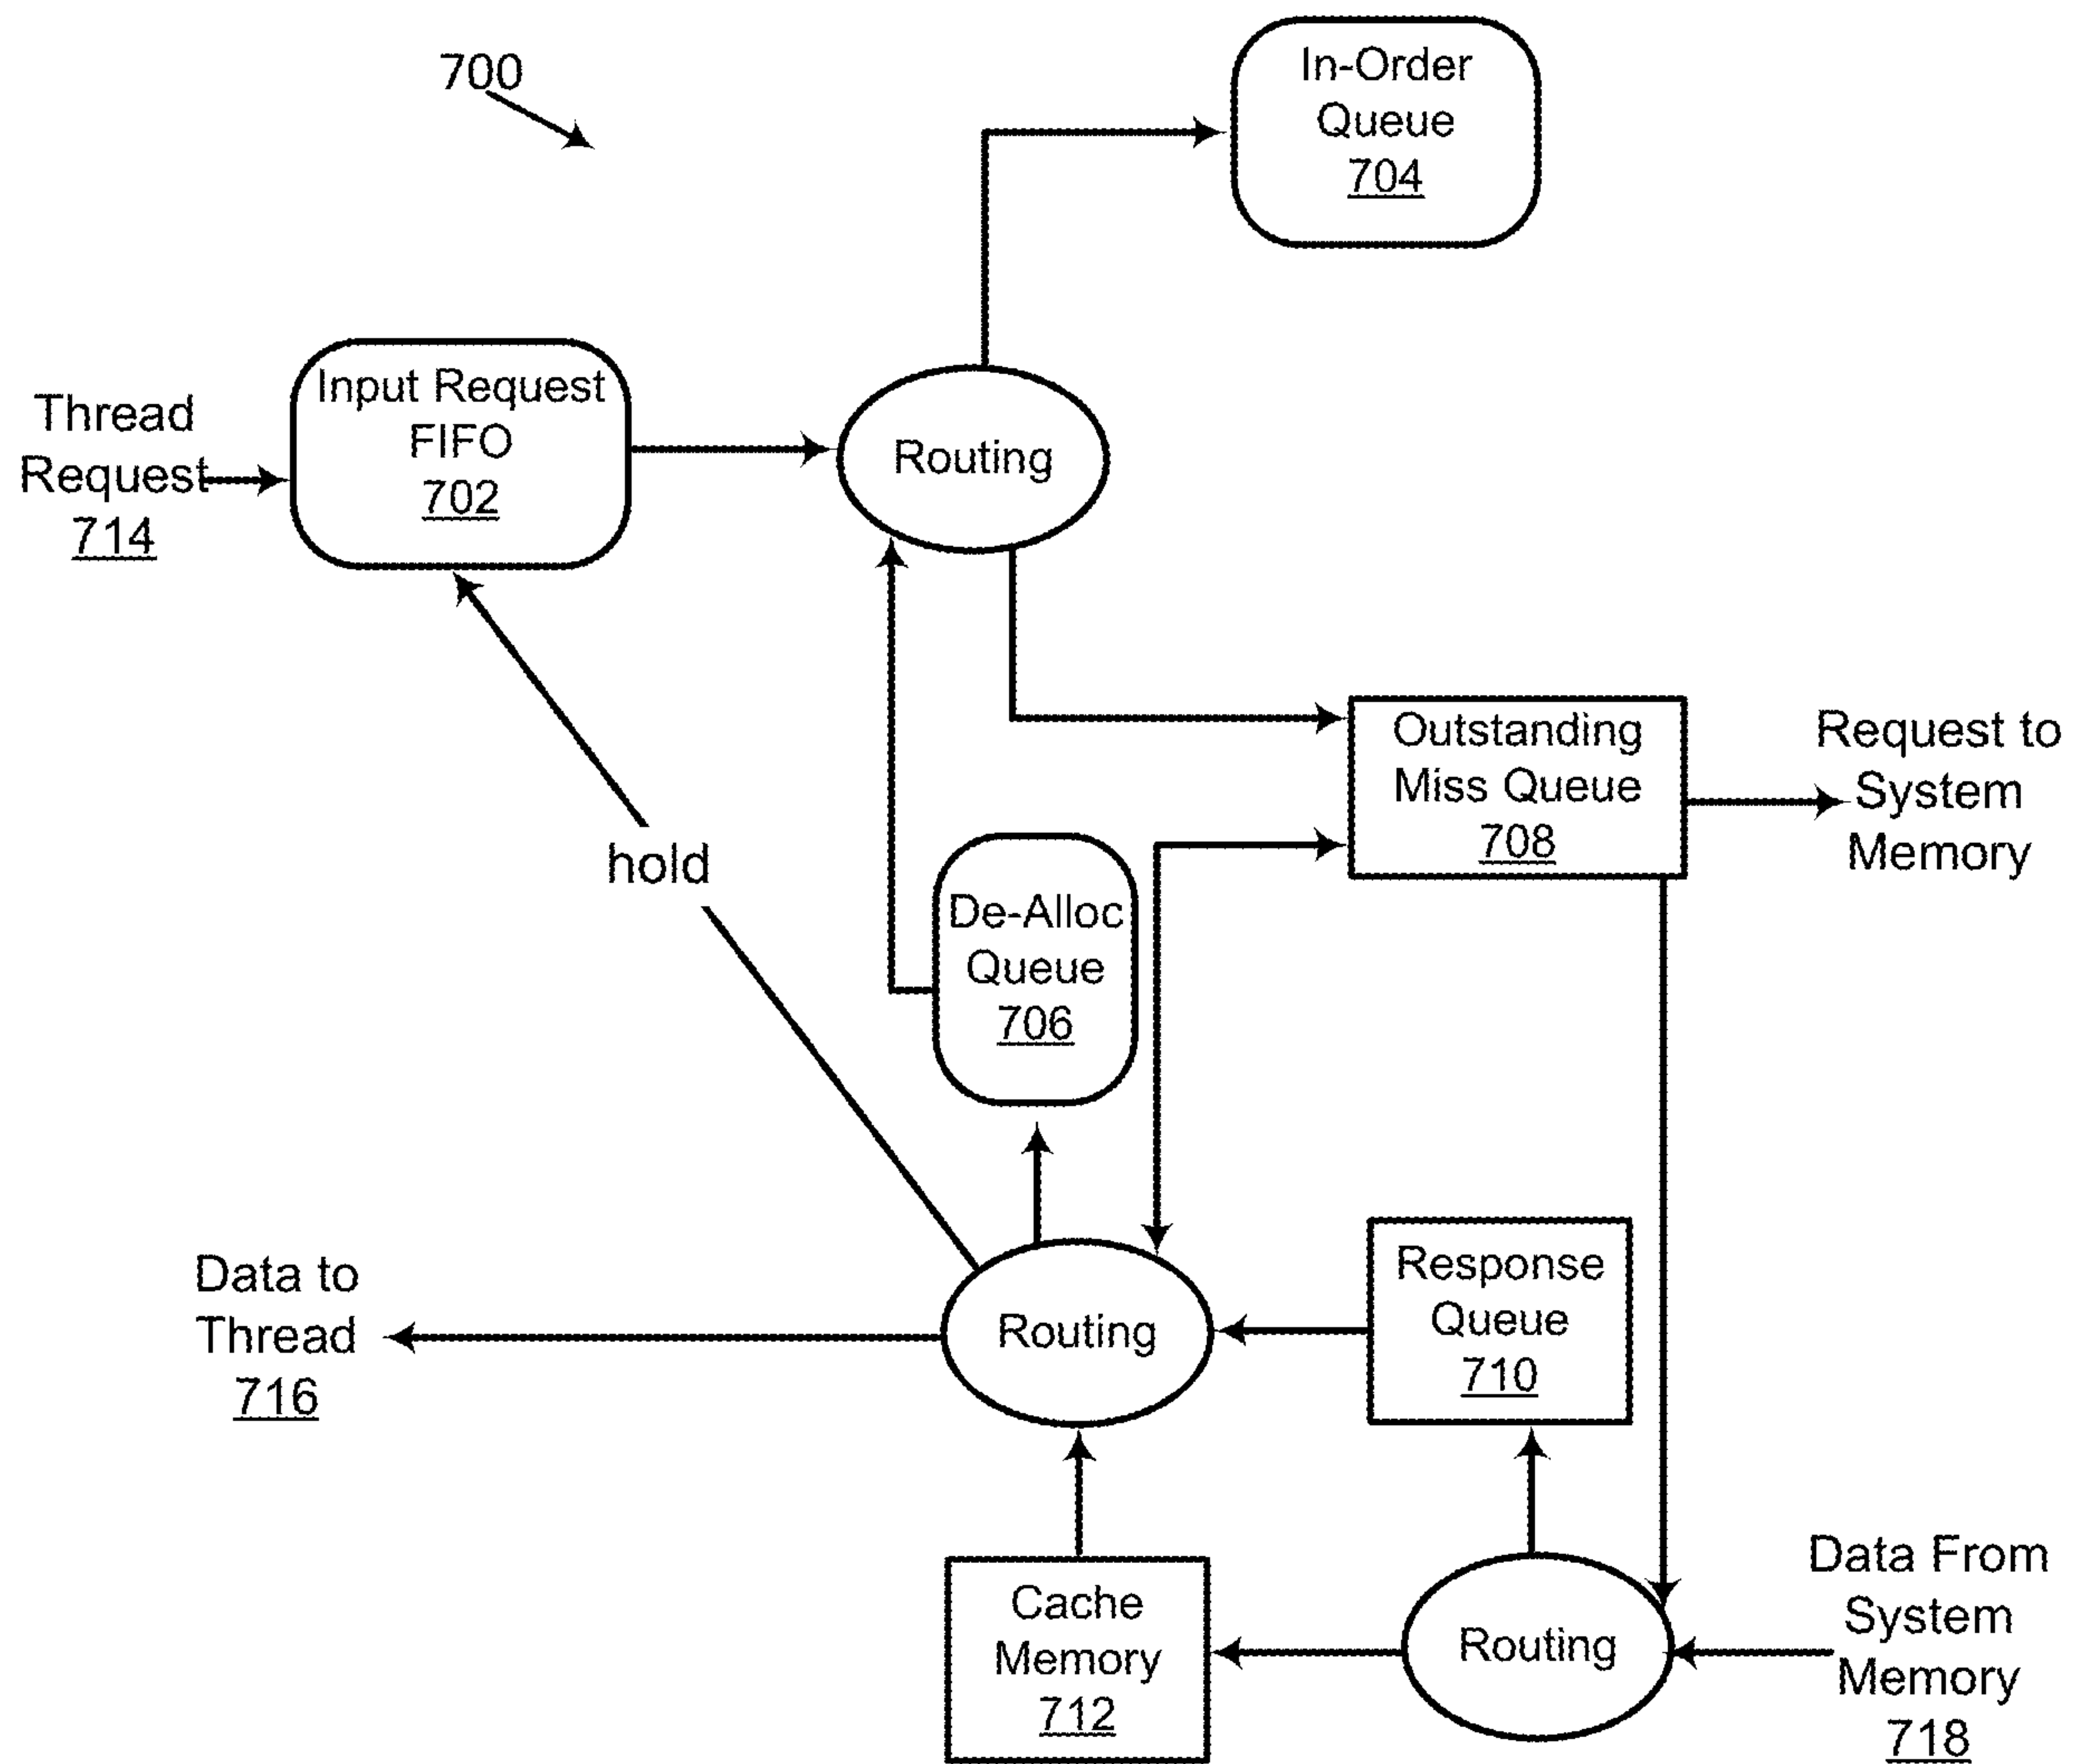 700
In-Order
Queue
704
Thread
Request
714
Input Request
FIFO
702
Routing
Outstanding
Miss Queue
708
Request to
System
Memory
hold
De-Alloc
Queue
706
Data to
Thread
716
Routing
Response
Queue
710
Cache
Memory
712
Routing
Data From
System
Memory
718